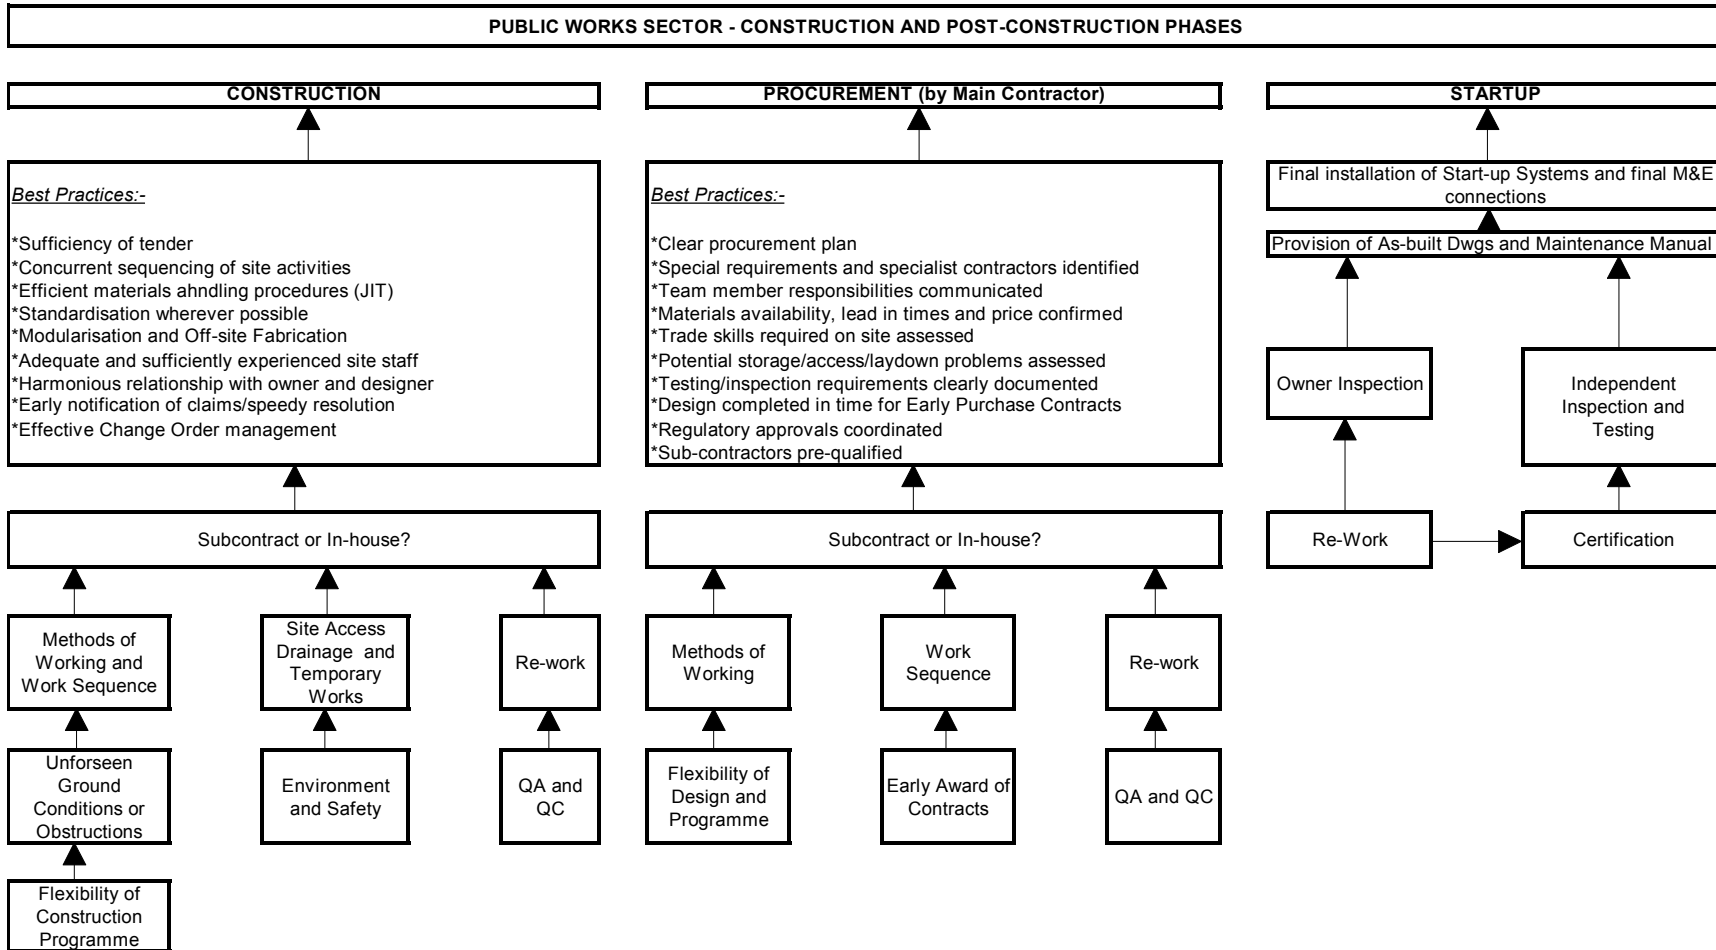 PUBLIC WORKS SECTOR - CONSTRUCTION AND POST-CONSTRUCTION PHASES
CONSTRUCTION
Best Practices:-
*Sufficiency of tender
*Concurrent sequencing of site activities
*Efficient materials ahndling procedures (JIT)
*Standardisation wherever possible
*Modularisation and Off-site Fabrication
*Adequate and sufficiently experienced site staff
*Harmonious relationship with owner and designer
*Early notification of claims/speedy resolution
*Effective Change Order management
Subcontract or In-house?
Methods of
Working and
Work Sequence
Site Access
Drainage and
Temporary
Works
Re-work
Unforseen
Ground
Conditions or
Obstructions
Environment
and Safety
QA and
QC
Flexibility of
Construction
Programme
PROCUREMENT (by Main Contractor)
Best Practices:-
*Clear procurement plan
*Special requirements and specialist contractors identified
*Team member responsibilities communicated
*Materials availability, lead in times and price confirmed
*Trade skills required on site assessed
*Potential storage/access/laydown problems assessed
*Testing/inspection requirements clearly documented
*Design completed in time for Early Purchase Contracts
*Regulatory approvals coordinated
*Sub-contractors pre-qualified
Subcontract or In-house?
Methods of
Working
Work
Sequence
Re-work
Flexibility of
Design and
Programme
Early Award of
Contracts
QA and QC
STARTUP
Final installation of Start-up Systems and final M&E
connections
Provision of As-built Dwgs and Maintenance Manual
Owner Inspection
Independent
Inspection and
Testing
Re-Work
Certification